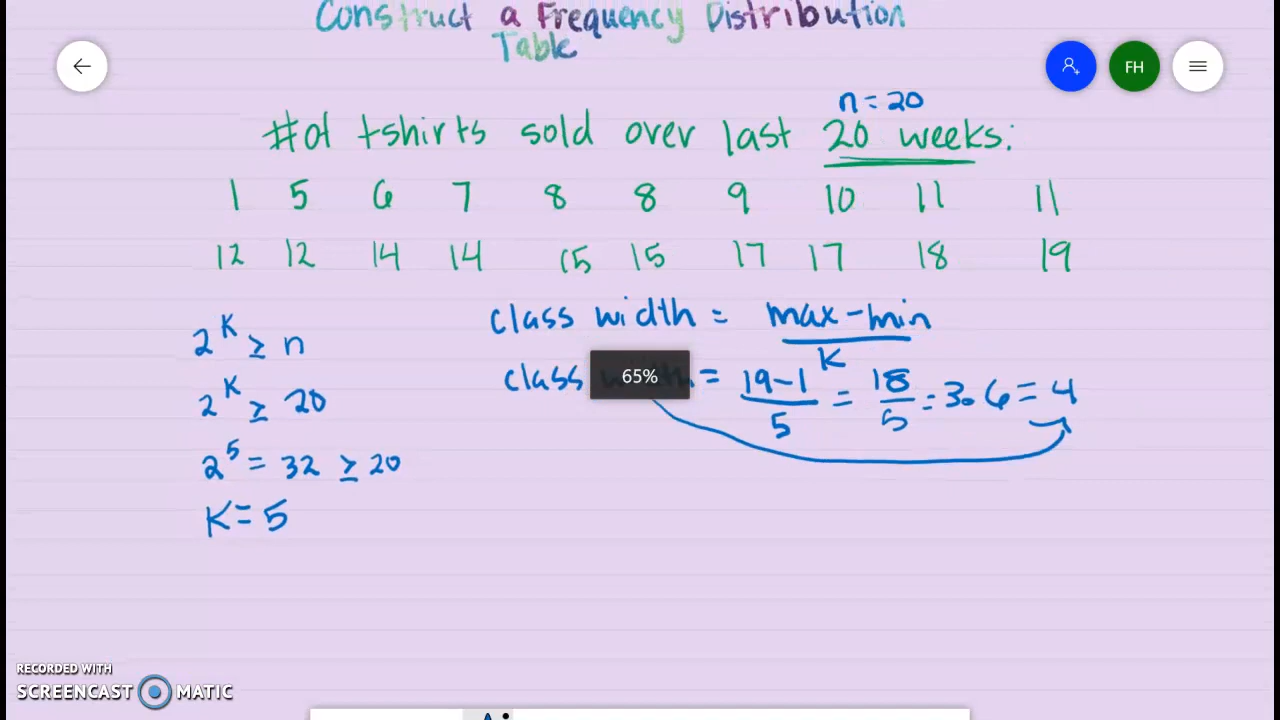 Construct a Frequency Distribution
Table
FH
n = 20
# of tshirts sold over last 20 weeks:
1 5 6 7 8 8 9 10 11 11
12 12 14 14 15 15 17 17 18 19
class width = max - min / K
class width = 19-1 / 5 = 18 / 5 = 3.6 = 4
65%
2^K ≥ n
2^K ≥ 20
2^5 = 32 ≥ 20
K = 5
RECORDED WITH
SCREENCAST MATIC